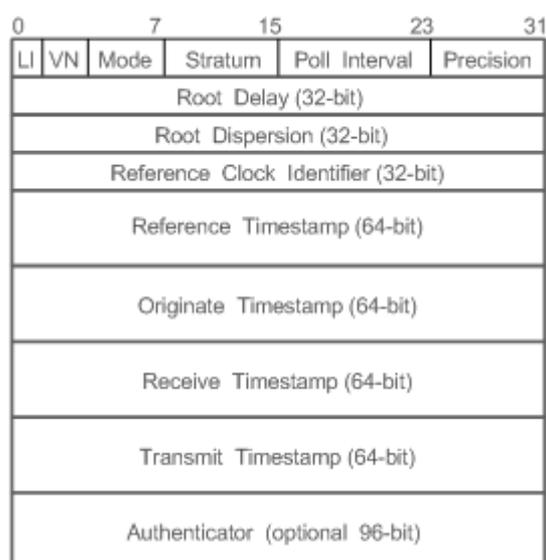 0 7 15 23 31
LI VN Mode Stratum Poll Interval Precision
Root Delay (32-bit)
Root Dispersion (32-bit)
Reference Clock Identifier (32-bit)
Reference Timestamp (64-bit)
Originate Timestamp (64-bit)
Receive Timestamp (64-bit)
Transmit Timestamp (64-bit)
Authenticator (optional 96-bit)